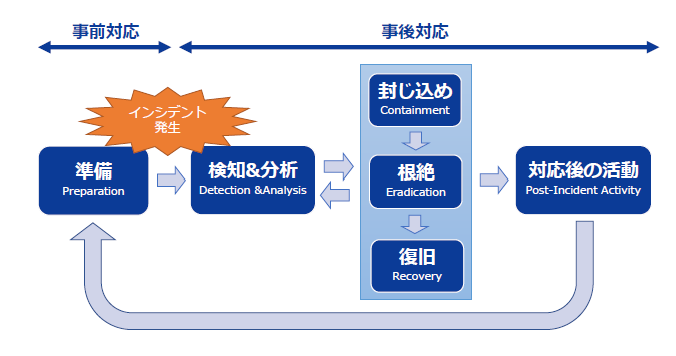 事前対応
事後対応
インシデント
発生
準備
Preparation
検知&分析
Detection &Analysis
封じ込め
Containment
根絶
Eradication
復旧
Recovery
対応後の活動
Post-Incident Activity